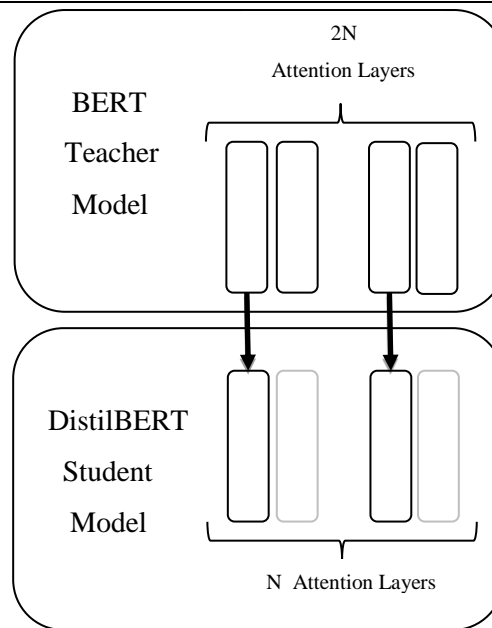 2N
Attention Layers
BERT
Teacher
Model
DistilBERT
Student
Model
N Attention Layers